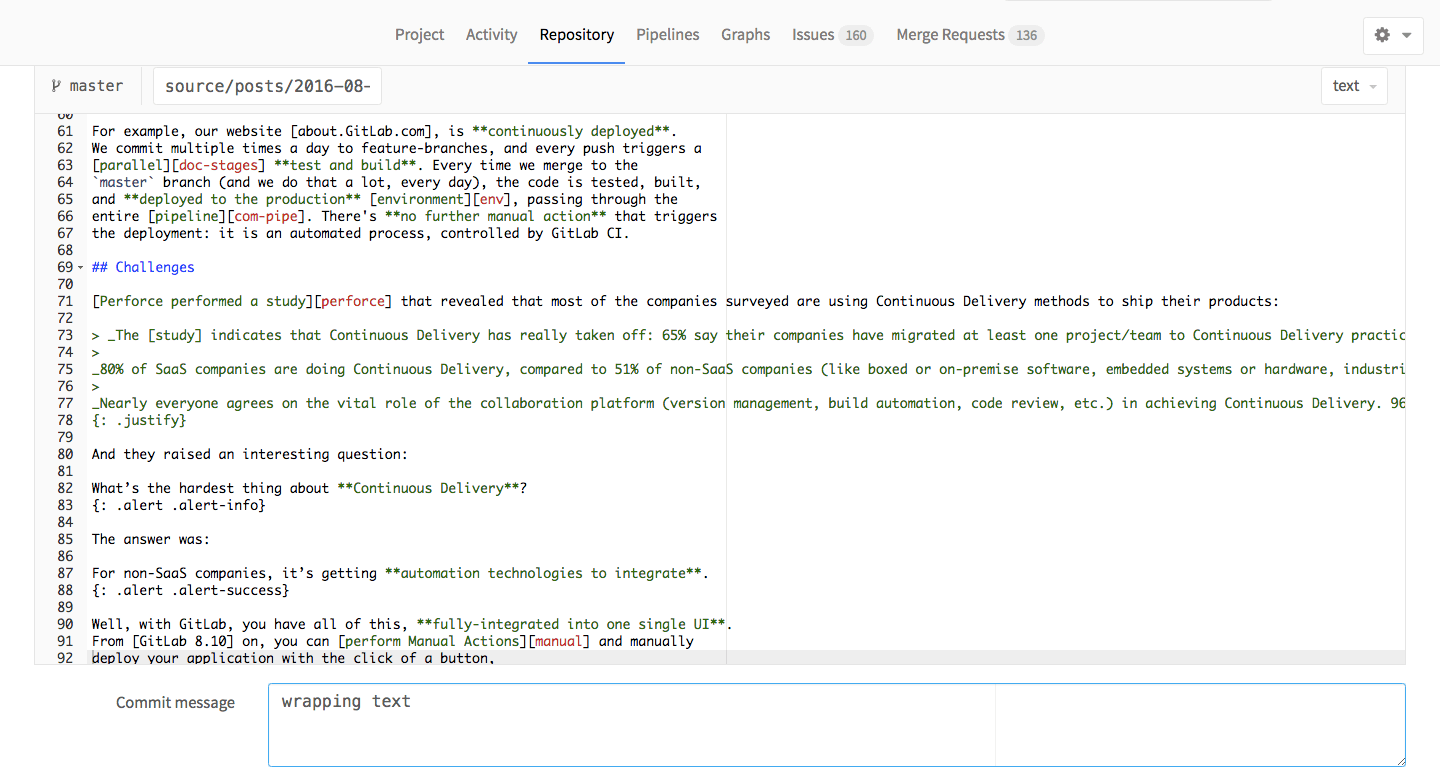 Project Activity Repository Pipelines Graphs Issues 160 Merge Requests 136
master source/posts/2016-08- text
60
61 For example, our website [about.GitLab.com], is **continuously deployed**.
62 We commit multiple times a day to feature-branches, and every push triggers a
63 [parallel][doc-stages] **test and build**. Every time we merge to the
64 `master` branch (and we do that a lot, every day), the code is tested, built,
65 and **deployed to the production** [environment][env], passing through the
66 entire [pipeline][com-pipe]. There's **no further manual action** that triggers
67 the deployment: it is an automated process, controlled by GitLab CI.
68
69 ## Challenges
70
71 [Perforce performed a study][perforce] that revealed that most of the companies surveyed are using Continuous Delivery methods to ship their products:
72
73 > _The [study] indicates that Continuous Delivery has really taken off: 65% say their companies have migrated at least one project/team to Continuous Delivery practic
74 >
75 _80% of SaaS companies are doing Continuous Delivery, compared to 51% of non-SaaS companies (like boxed or on-premise software, embedded systems or hardware, industri
76 >
77 _Nearly everyone agrees on the vital role of the collaboration platform (version management, build automation, code review, etc.) in achieving Continuous Delivery. 96
78 {: .justify}
79
80 And they raised an interesting question:
81
82 What’s the hardest thing about **Continuous Delivery**?
83 {: .alert .alert-info}
84
85 The answer was:
86
87 For non-SaaS companies, it’s getting **automation technologies to integrate**.
88 {: .alert .alert-success}
89
90 Well, with GitLab, you have all of this, **fully-integrated into one single UI**.
91 From [GitLab 8.10] on, you can [perform Manual Actions][manual] and manually
92 deploy your application with the click of a button,
Commit message wrapping text